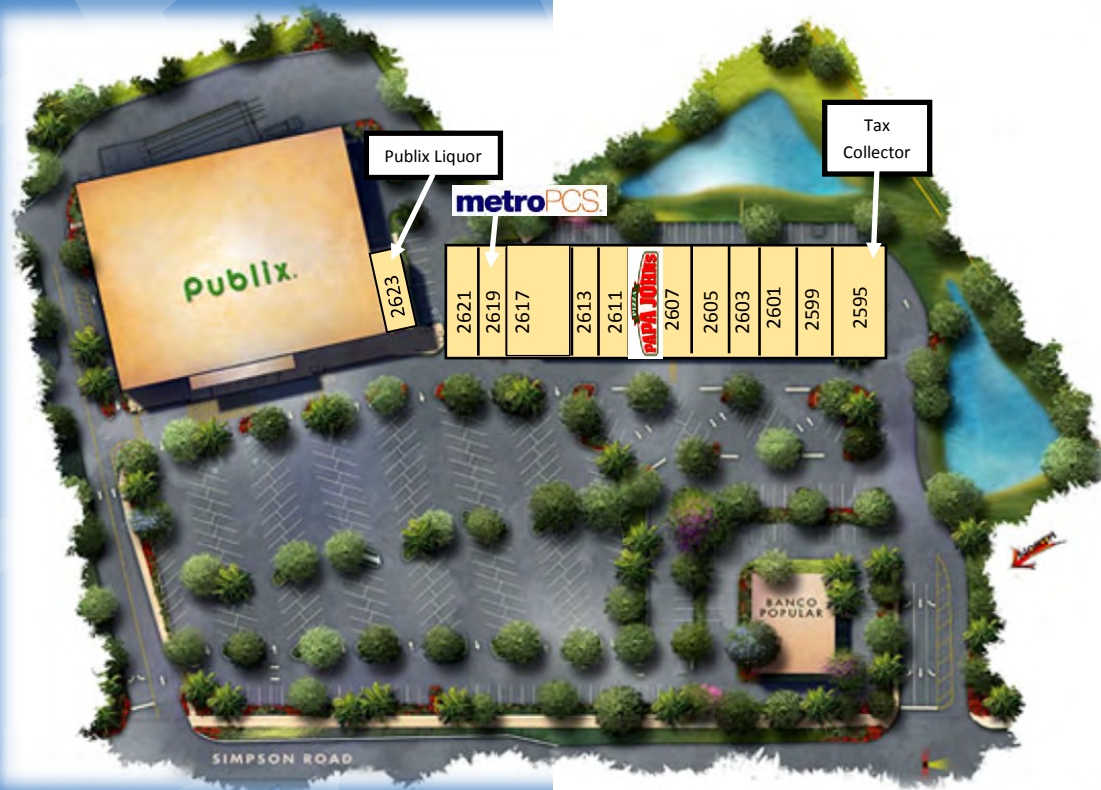 Publix Liquor
Tax
Collector
metroPCS.
Publix.
2623
2621
2619
2617
2613
2611
PIZZA
PAPA JOHNS
2607
2605
2603
2601
2599
2595
BANCO
POPULAR
SIMPSON ROAD